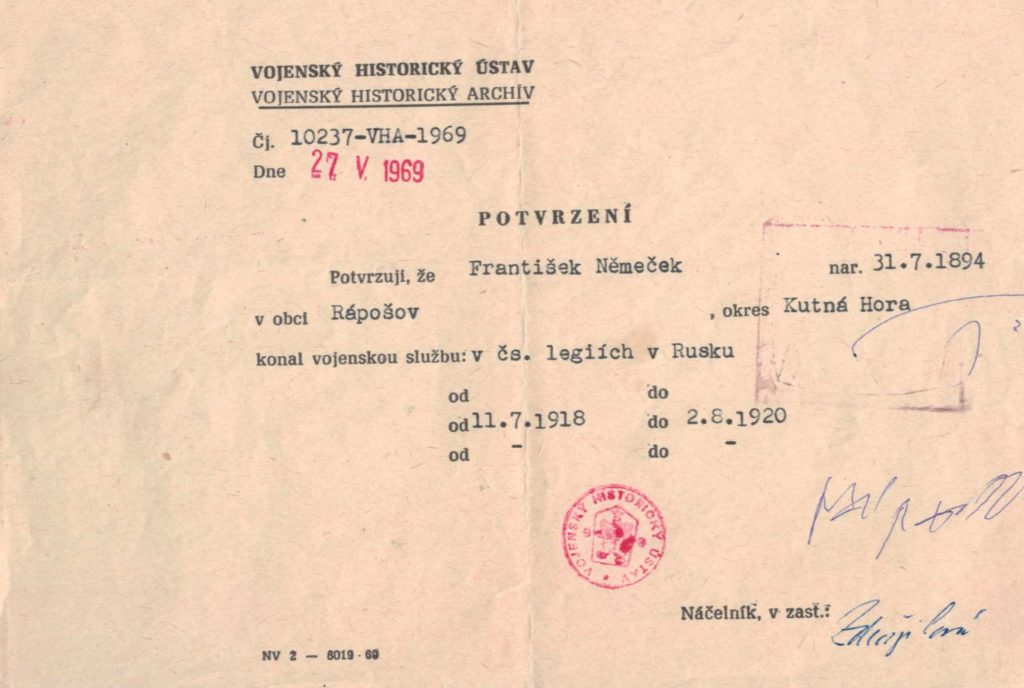 VOJENSKÝ HISTORICKÝ ÚSTAV
VOJENSKÝ HISTORICKÝ ARCHÍV
Čj. 10237-VHA-1969
Dne 27. V. 1969
POTVRZENÍ
Potvrzuji, že František Němeček nar. 31.7.1894
v obci Rápošov , okres Kutná Hora
konal vojenskou službu: v čs. legiích v Rusku
od do
od 11.7.1918 do 2.8.1920
od - do -
VOJENSKÝ HISTORICKÝ ÚSTAV
Náčelník, v zast.:
NV 2 — 8019-69